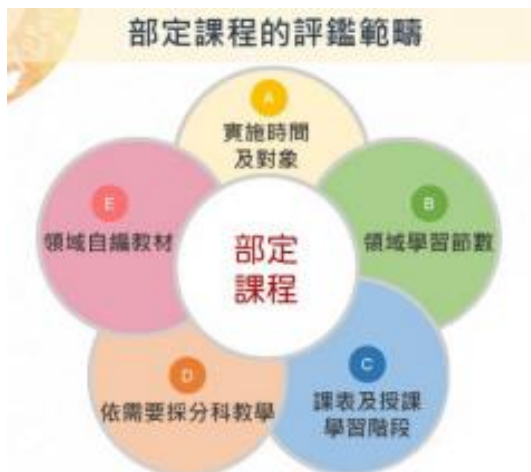 部定課程的評鑑範疇
A
實施時間
及對象
B
領域學習節數
C
課表及授課
學習階段
D
依需要採分科教學
E
領域自編教材
部定
課程